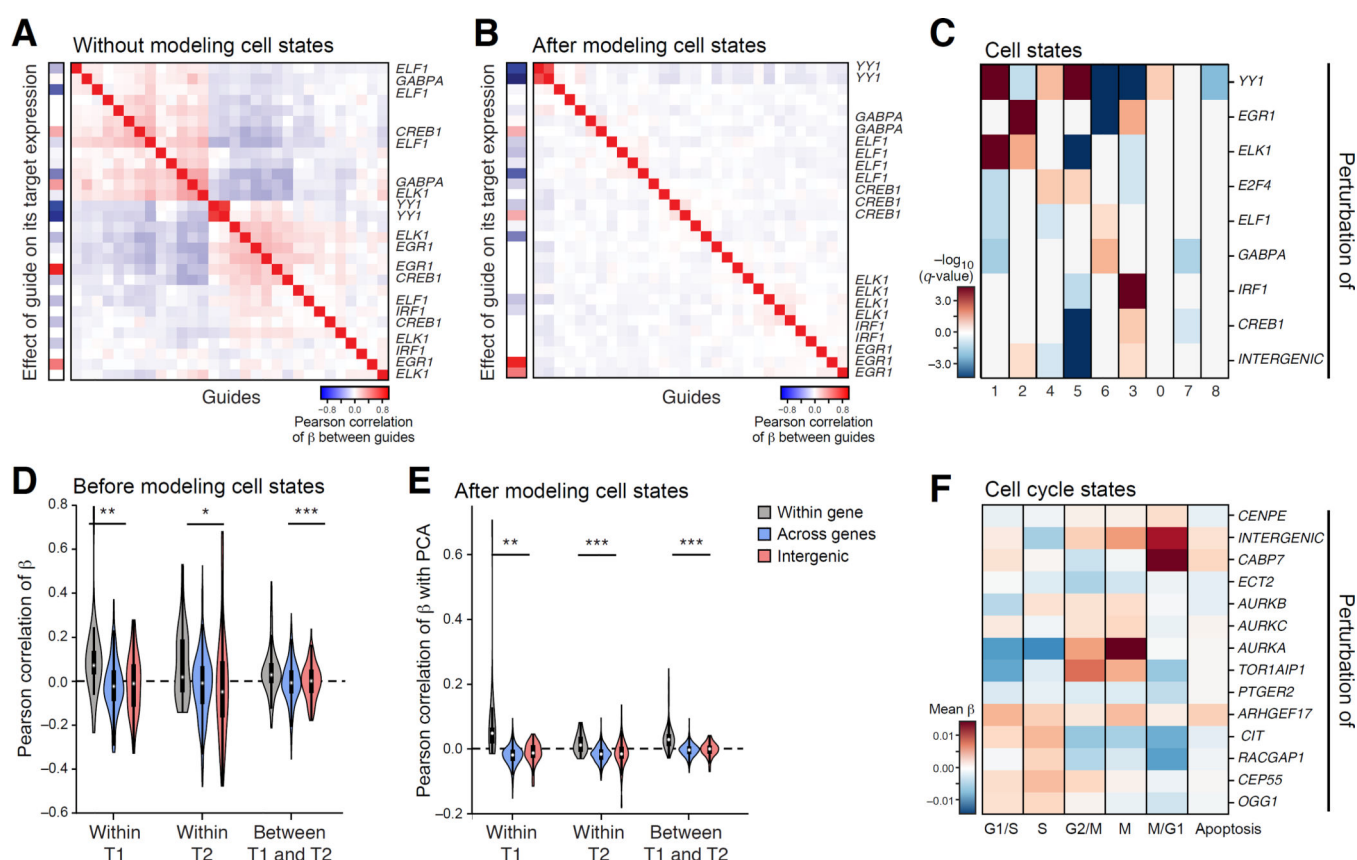 A
Without modeling cell states
Effect of guide on its target expression
ELF1
GABPA
ELF1
CREB1
ELF1
GABPA
ELK1
YY1
YY1
ELK1
EGR1
EGR1
CREB1
ELF1
IRF1
CREB1
ELK1
IRF1
EGR1
ELK1
Guides
−0.8 0.0 0.8
Pearson correlation
of β between guides
B
After modeling cell states
Effect of guide on its target expression
YY1
YY1
GABPA
GABPA
ELF1
ELF1
ELF1
ELF1
CREB1
CREB1
CREB1
ELK1
ELK1
ELK1
ELK1
IRF1
IRF1
EGR1
EGR1
EGR1
Guides
−0.8 0.0 0.8
Pearson correlation
of β between guides
C
Cell states
YY1
EGR1
ELK1
E2F4
ELF1
GABPA
IRF1
CREB1
INTERGENIC
Perturbation of
−log10
(q-value)
3.0
0.0
−3.0
1 2 4 5 6 3 0 7 8
D
Before modeling cell states
Pearson correlation of β
0.8
0.6
0.4
0.2
0.0
−0.2
−0.4
−0.6
** * ***
Within
T1
Within
T2
Between
T1 and T2
E
After modeling cell states
Pearson correlation of β with PCA
0.6
0.4
0.2
0.0
−0.2
** *** ***
Within gene
Across genes
Intergenic
Within
T1
Within
T2
Between
T1 and T2
F
Cell cycle states
CENPE
INTERGENIC
CABP7
ECT2
AURKB
AURKC
AURKA
TOR1AIP1
PTGER2
ARHGEF17
CIT
RACGAP1
CEP55
OGG1
Perturbation of
Mean β
0.01
0.00
−0.01
G1/S S G2/M M M/G1 Apoptosis